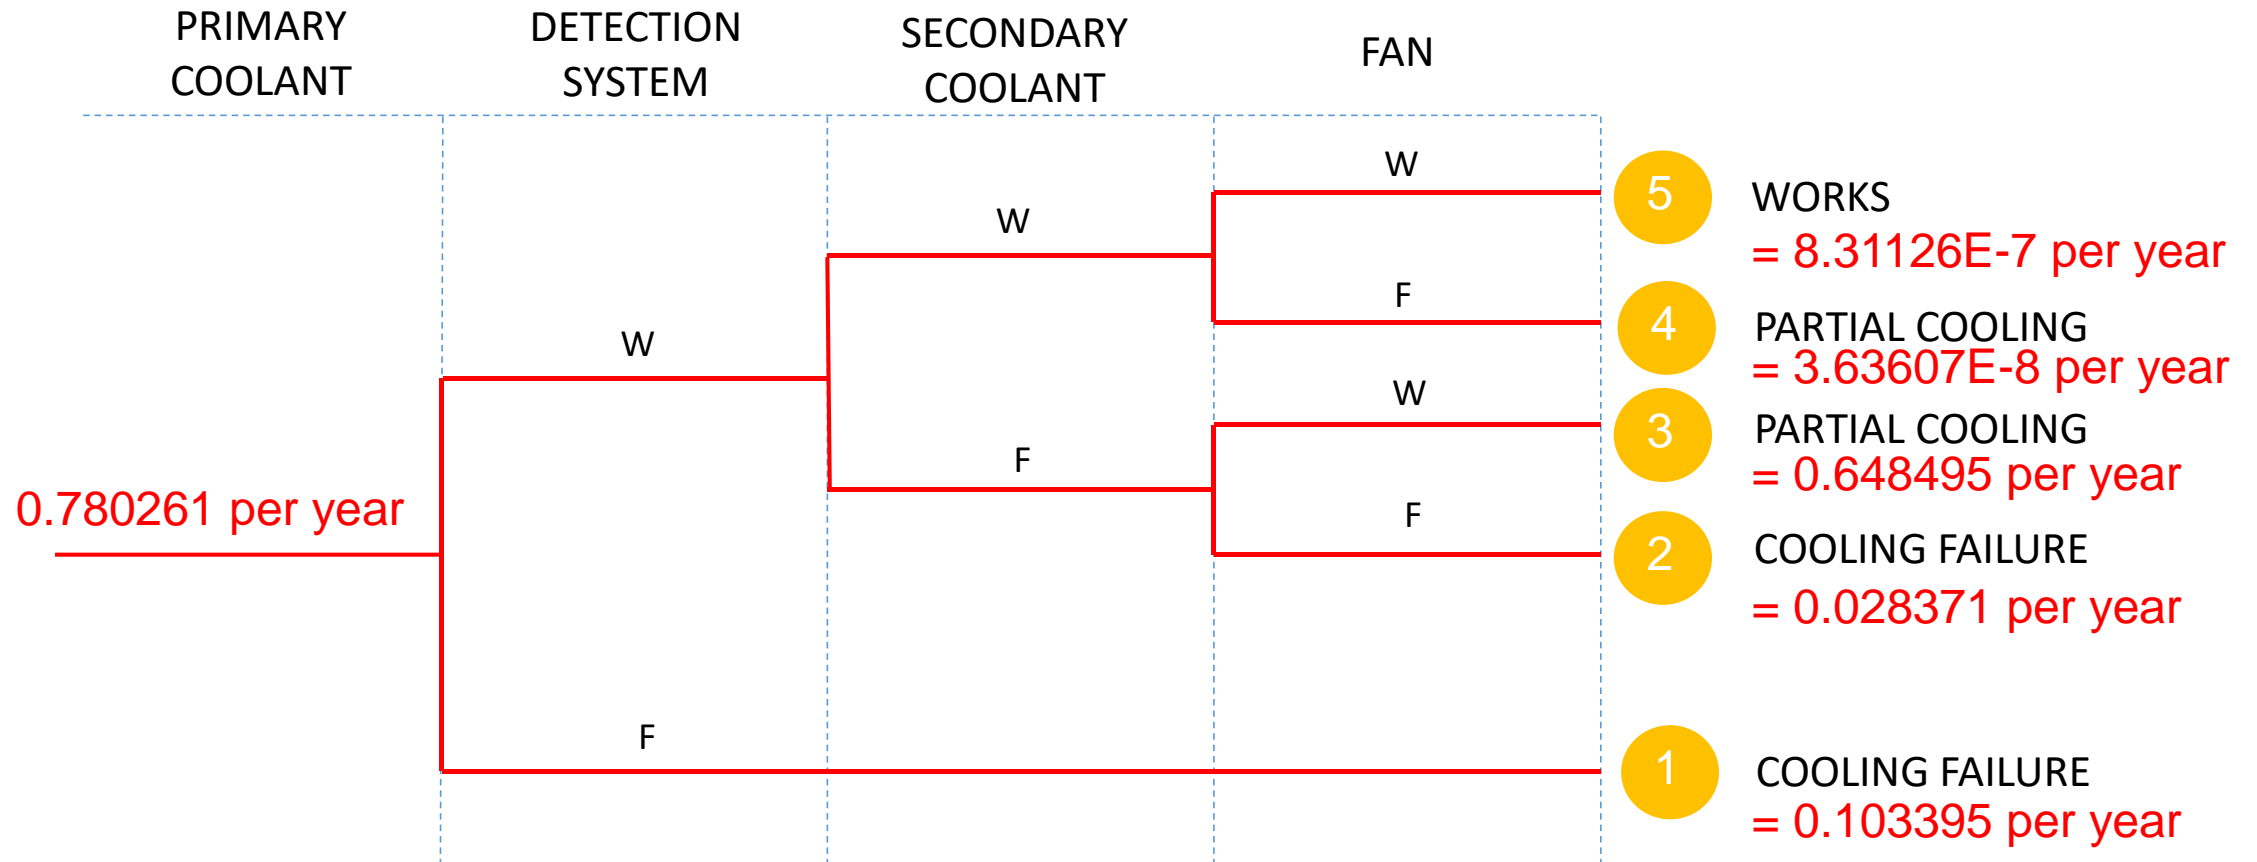 PRIMARY
COOLANT
DETECTION
SYSTEM
SECONDARY
COOLANT
FAN
W
5
WORKS
= 8.31126E-7 per year
W
F
4
PARTIAL COOLING
= 3.63607E-8 per year
W
W
3
PARTIAL COOLING
= 0.648495 per year
F
0.780261 per year
F
2
COOLING FAILURE
= 0.028371 per year
F
1
COOLING FAILURE
= 0.103395 per year